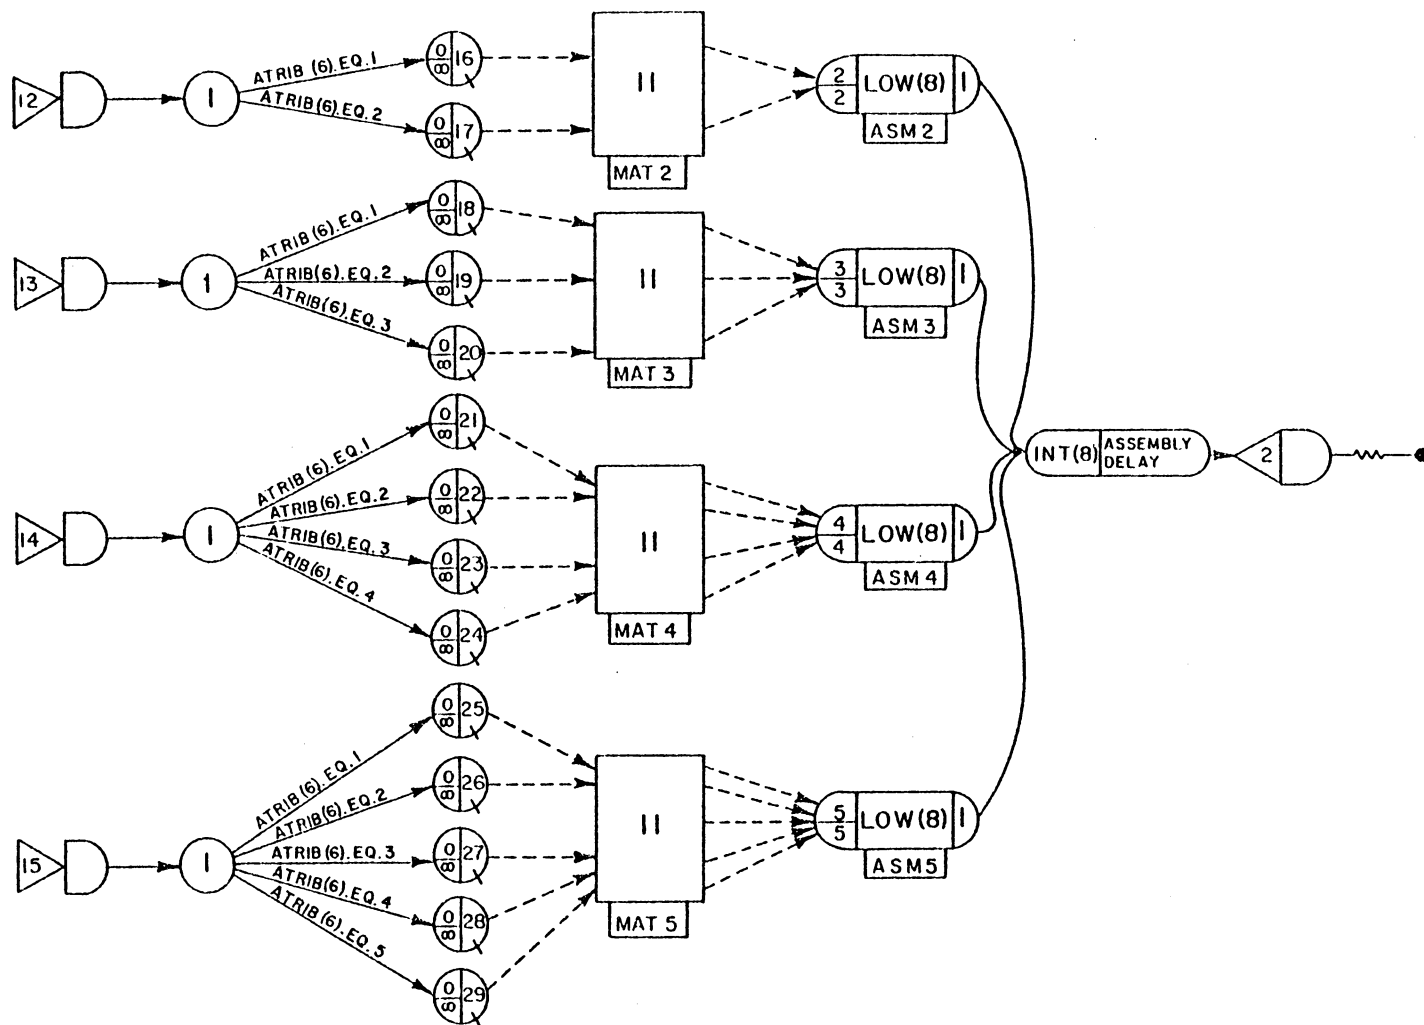 12
1
ATRIB (6).EQ.1
ATRIB(6).EQ.2
0
∞
16
0
∞
17
11
MAT 2
2
2
LOW(8)
1
ASM 2
13
1
ATRIB(6).EQ.1
ATRIB(6).EQ.2
ATRIB(6).EQ.3
0
∞
18
0
∞
19
0
∞
20
11
MAT 3
3
3
LOW(8)
1
ASM 3
14
1
ATRIB(6).EQ.1
ATRIB(6).EQ.2
ATRIB(6).EQ.3
ATRIB(6).EQ.4
0
∞
21
0
∞
22
0
∞
23
0
∞
24
11
MAT 4
4
4
LOW(8)
1
ASM 4
INT(8)
ASSEMBLY
DELAY
2
15
1
ATRIB(6).EQ.1
ATRIB(6).EQ.2
ATRIB(6).EQ.3
ATRIB(6).EQ.4
ATRIB(6).EQ.5
0
∞
25
0
∞
26
0
∞
27
0
∞
28
0
∞
29
11
MAT 5
5
5
LOW(8)
1
ASM5